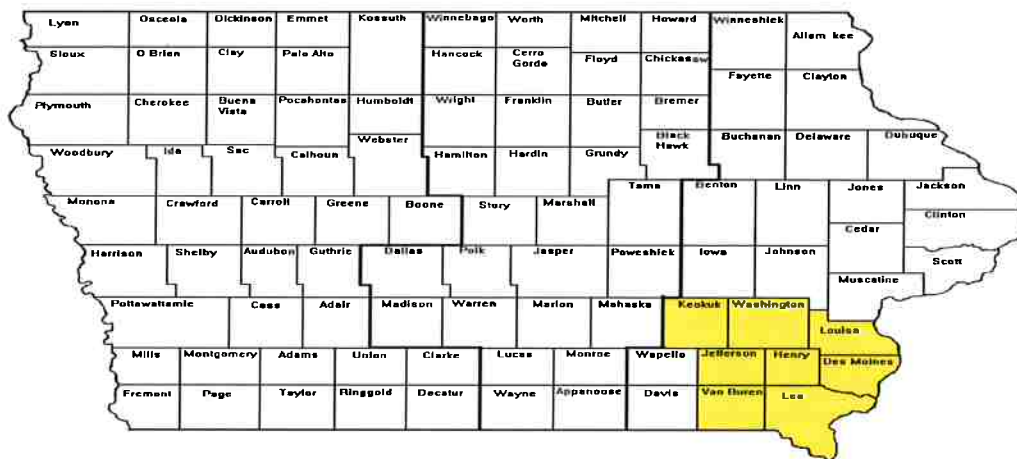 Lyon
Osceola
Dickinson
Emmet
Kossuth
Winnebago
Worth
Mitchell
Howard
Winneshiek
Allam kee
Sioux
O Brien
Clay
Palo Alto
Hancock
Cerro
Gordo
Floyd
Chickasaw
Fayette
Clayton
Plymouth
Cherokee
Buena
Vista
Pocahontas
Humboldt
Wright
Franklin
Butler
Bremer
Webster
Black
Hawk
Buchanan
Delaware
Dubuque
Woodbury
Ida
Sac
Calhoun
Hamilton
Hardin
Grundy
Tama
Benton
Linn
Jones
Jackson
Monona
Crawford
Carroll
Greene
Boone
Story
Marshall
Clinton
Cedar
Harrison
Shelby
Audubon
Guthrie
Dallas
Polk
Jasper
Poweshiek
Iowa
Johnson
Scott
Muscatine
Pottawattamie
Cass
Adair
Madison
Warren
Marion
Mahaska
Keokuk
Washington
Louisa
Mills
Montgomery
Adams
Union
Clarke
Lucas
Monroe
Wapello
Jefferson
Henry
Des Moines
Fremont
Page
Taylor
Ringgold
Decatur
Wayne
Appanoose
Davis
Van Buren
Lee